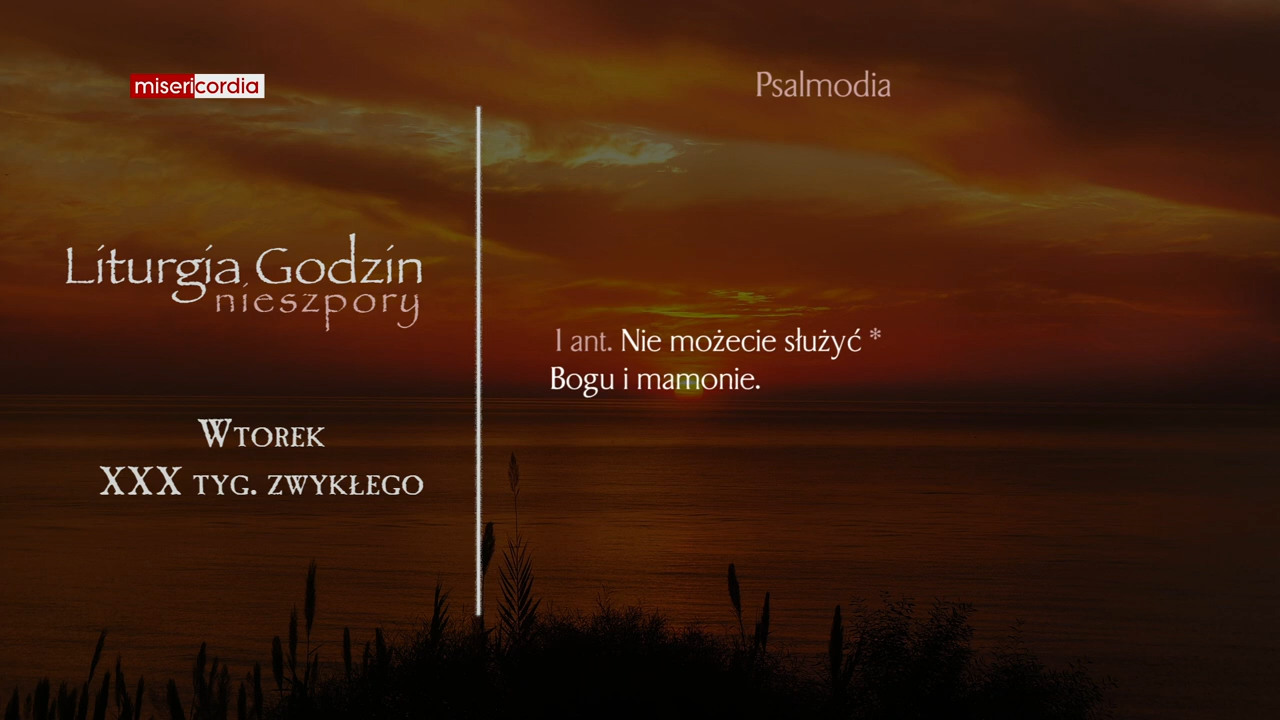 misericordia
Psalmodia
Liturgia Godzin
nieszpory
Wtorek
XXX tyg. zwykłego
I ant. Nie możecie służyć *
Bogu i mamonie.